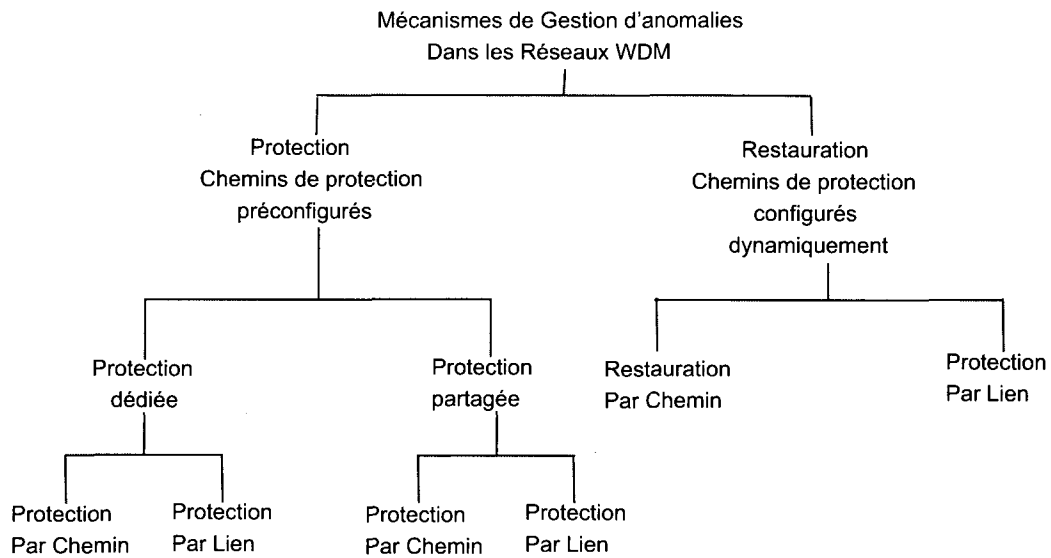 Mécanismes de Gestion d'anomalies
Dans les Réseaux WDM
Protection
Chemins de protection
préconfigurés
Restauration
Chemins de protection
configurés
dynamiquement
Protection
dédiée
Protection
partagée
Restauration
Par Chemin
Protection
Par Lien
Protection
Par Chemin
Protection
Par Lien
Protection
Par Chemin
Protection
Par Lien